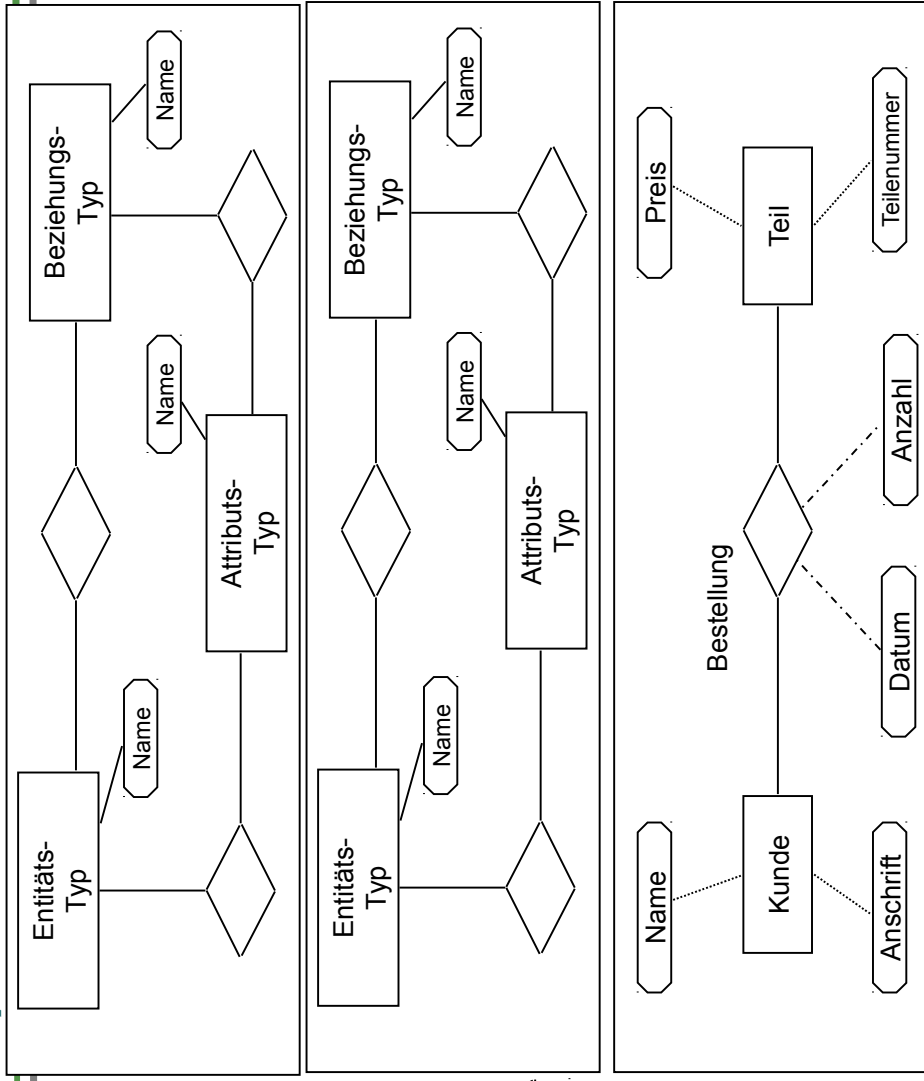 Entitäts-
Typ
Name
Beziehungs-
Typ
Name
Attributs-
Typ
Name
Entitäts-
Typ
Name
Beziehungs-
Typ
Name
Attributs-
Typ
Name
Name
Preis
Bestellung
Kunde
Teil
Anschrift
Datum
Anzahl
Teilenummer